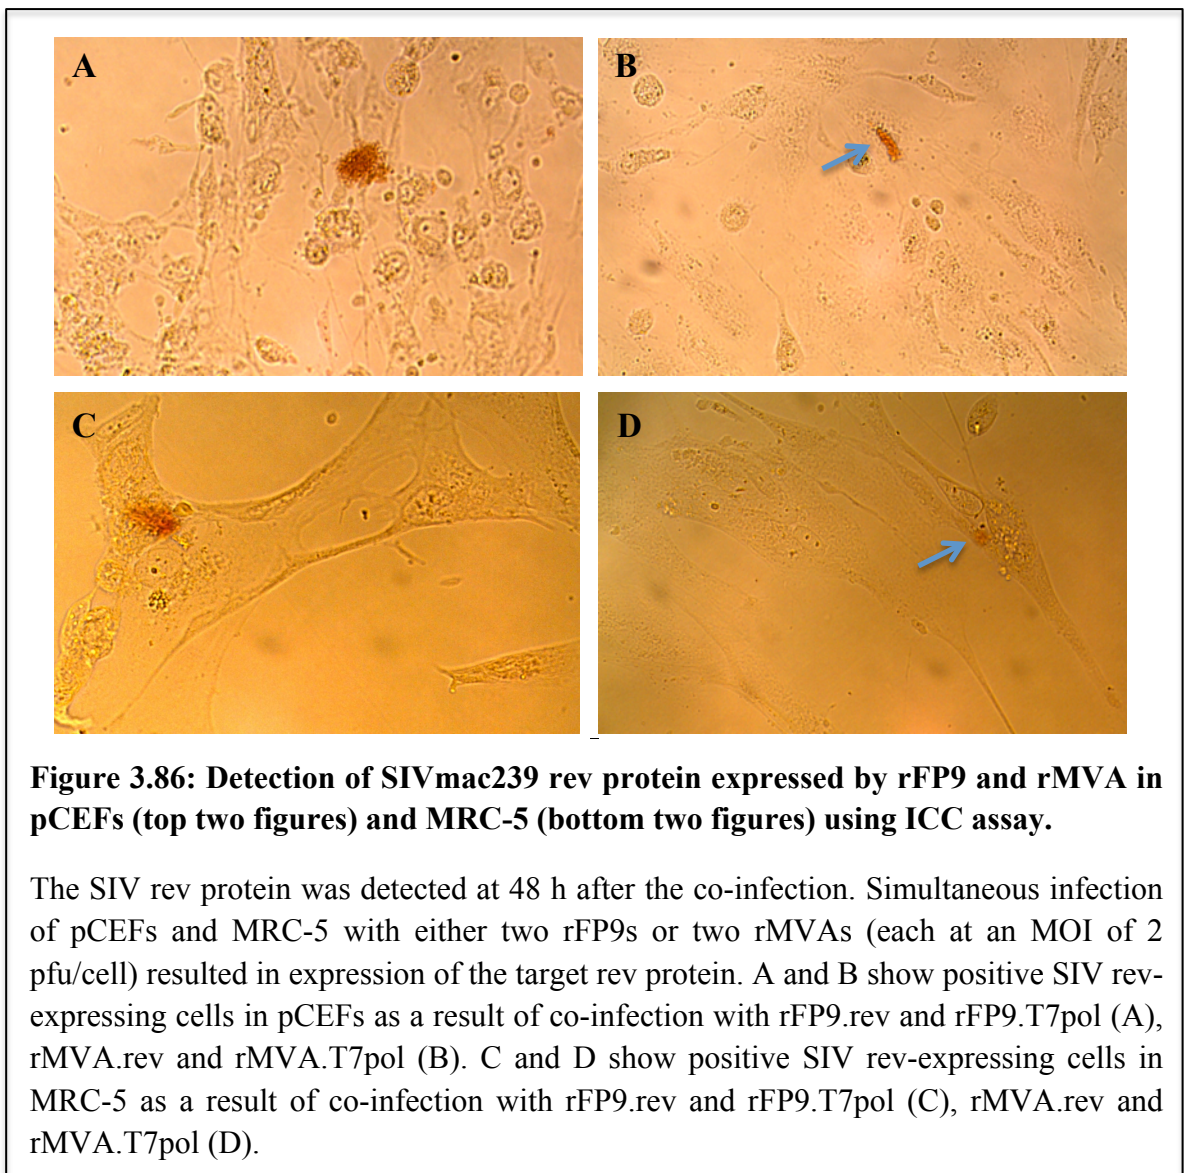 A
B
C
D
Figure 3.86: Detection of SIVmac239 rev protein expressed by rFP9 and rMVA in
pCEFs (top two figures) and MRC-5 (bottom two figures) using ICC assay.
The SIV rev protein was detected at 48 h after the co-infection. Simultaneous infection
of pCEFs and MRC-5 with either two rFP9s or two rMVAs (each at an MOI of 2
pfu/cell) resulted in expression of the target rev protein. A and B show positive SIV rev-
expressing cells in pCEFs as a result of co-infection with rFP9.rev and rFP9.T7pol (A),
rMVA.rev and rMVA.T7pol (B). C and D show positive SIV rev-expressing cells in
MRC-5 as a result of co-infection with rFP9.rev and rFP9.T7pol (C), rMVA.rev and
rMVA.T7pol (D).